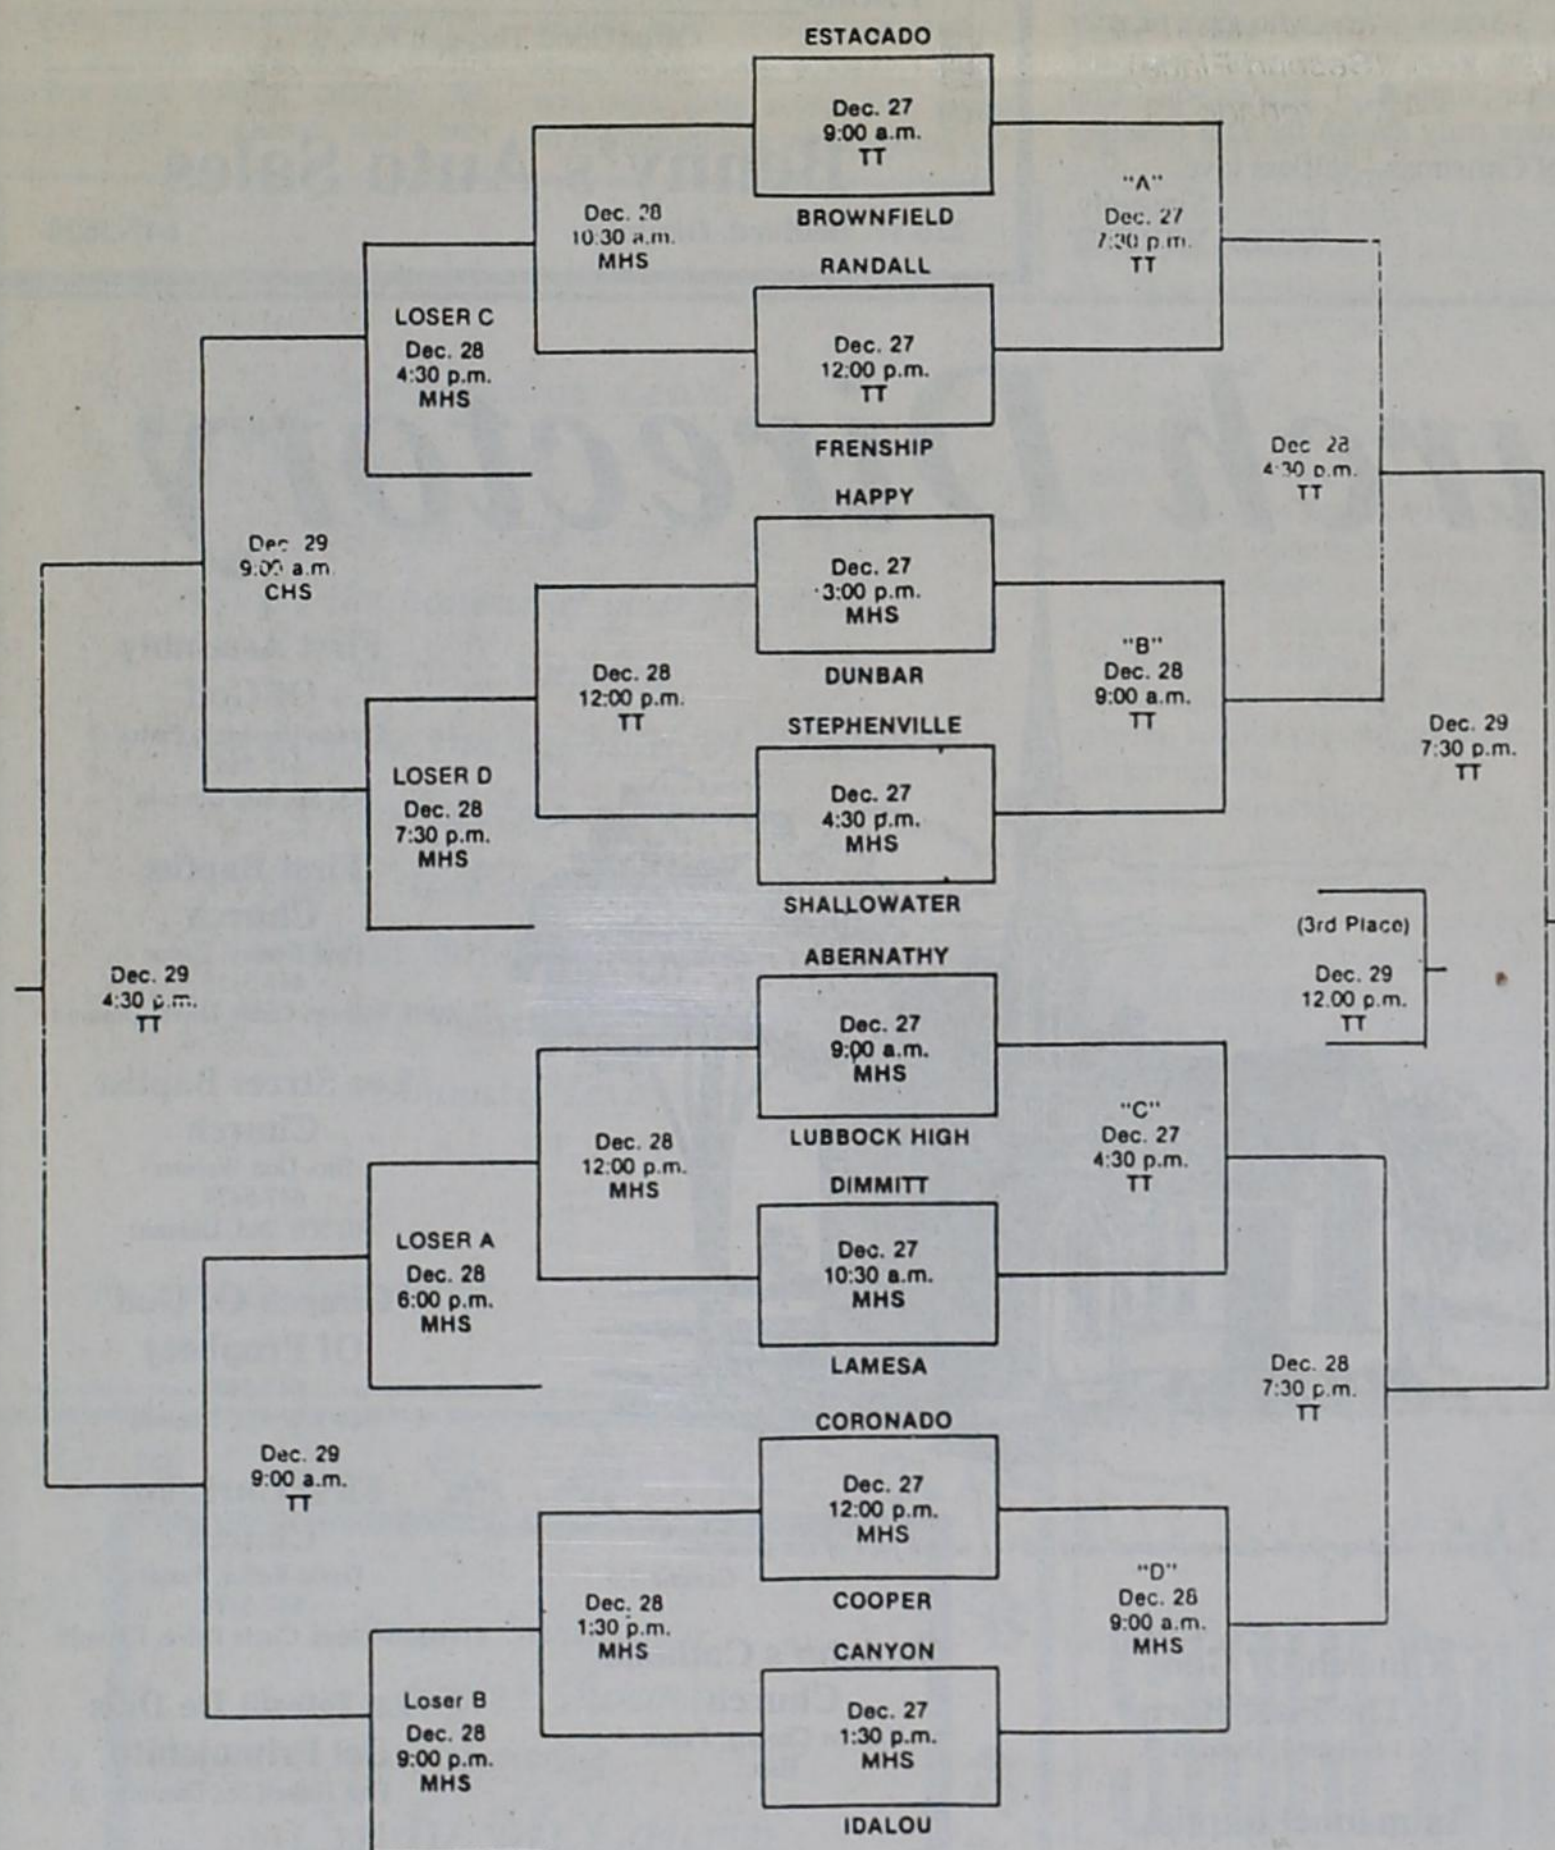 ESTACADO
Dec. 27
9:00 a.m.
TT
BROWNFIELD
Dec. 28
10:30 a.m.
MHS
"A"
Dec. 27
7:30 p.m.
TT
RANDALL
Dec. 27
12:00 p.m.
TT
FRENSHIP
LOSER C
Dec. 28
4:30 p.m.
MHS
Dec 28
4:30 p.m.
TT
HAPPY
Dec. 27
3:00 p.m.
MHS
DUNBAR
Dec 29
9:00 a.m.
CHS
Dec. 28
12:00 p.m.
TT
"B"
Dec. 28
9:00 a.m.
TT
STEPHENVILLE
Dec. 27
4:30 p.m.
MHS
SHALLOWATER
LOSER D
Dec. 28
7:30 p.m.
MHS
Dec. 29
7:30 p.m.
TT
(3rd Place)
Dec. 29
12.00 p.m.
TT
Dec. 29
4:30 p.m.
TT
ABERNATHY
Dec. 27
9:00 a.m.
MHS
LUBBOCK HIGH
Dec. 28
12:00 p.m.
MHS
"C"
Dec. 27
4:30 p.m.
TT
DIMMITT
Dec. 27
10:30 a.m.
MHS
LAMESA
LOSER A
Dec. 28
6:00 p.m.
MHS
Dec. 28
7:30 p.m.
TT
CORONADO
Dec. 27
12:00 p.m.
MHS
COOPER
Dec. 29
9:00 a.m.
TT
Dec. 28
1:30 p.m.
MHS
"D"
Dec. 28
9:00 a.m.
MHS
CANYON
Dec. 27
1:30 p.m.
MHS
IDALOU
Loser B
Dec. 28
9:00 p.m.
MHS